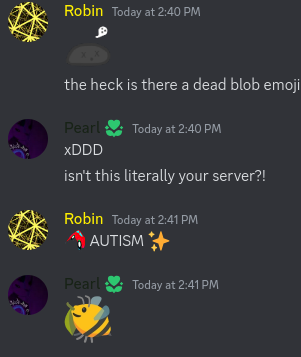 Robin Today at 2:40 PM
the heck is there a dead blob emoji
Pearl Today at 2:40 PM
xDDD
isn't this literally your server?!
Robin Today at 2:41 PM
AUTISM
Pearl Today at 2:41 PM